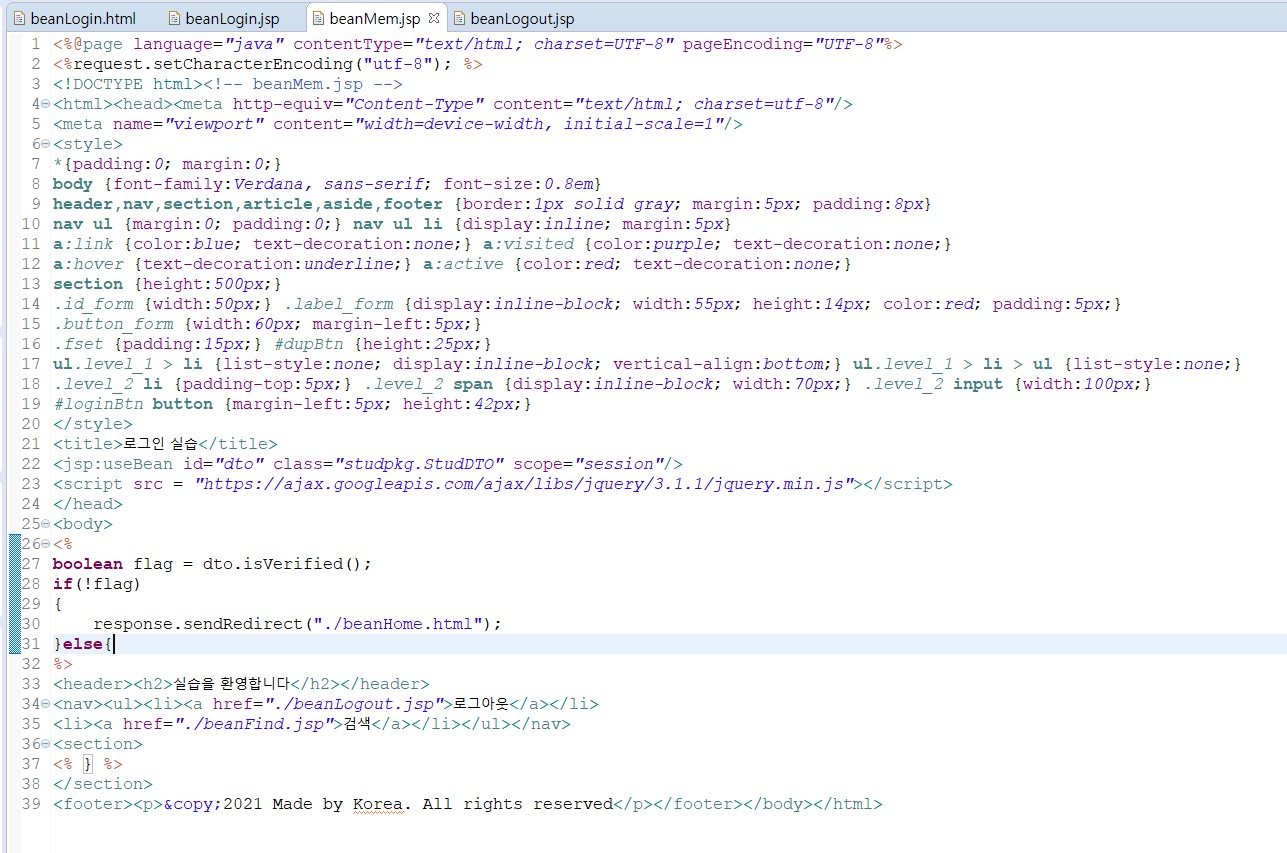 beanLogin.html beanLogin.jsp beanMem.jsp beanLogout.jsp
1 <%@page language="java" contentType="text/html; charset=UTF-8" pageEncoding="UTF-8"%>
2 <%request.setCharacterEncoding("utf-8"); %>
3 <!DOCTYPE html><!-- beanMem.jsp -->
4 <html><head><meta http-equiv="Content-Type" content="text/html; charset=utf-8"/>
5 <meta name="viewport" content="width=device-width, initial-scale=1"/>
6 <style>
7 *{padding:0; margin:0;}
8 body {font-family:Verdana, sans-serif; font-size:0.8em}
9 header,nav,section,article,aside,footer {border:1px solid gray; margin:5px; padding:8px}
10 nav ul {margin:0; padding:0;} nav ul li {display:inline; margin:5px}
11 a:link {color:blue; text-decoration:none;} a:visited {color:purple; text-decoration:none;}
12 a:hover {text-decoration:underline;} a:active {color:red; text-decoration:none;}
13 section {height:500px;}
14 .id_form {width:50px;} .label_form {display:inline-block; width:55px; height:14px; color:red; padding:5px;}
15 .button_form {width:60px; margin-left:5px;}
16 .fset {padding:15px;} #dupBtn {height:25px;}
17 ul.level_1 > li {list-style:none; display:inline-block; vertical-align:bottom;} ul.level_1 > li > ul {list-style:none;}
18 .level_2 li {padding-top:5px;} .level_2 span {display:inline-block; width:70px;} .level_2 input {width:100px;}
19 #loginBtn button {margin-left:5px; height:42px;}
20 </style>
21 <title>로그인 실습</title>
22 <jsp:useBean id="dto" class="studpkg.StudDTO" scope="session"/>
23 <script src = "https://ajax.googleapis.com/ajax/libs/jquery/3.1.1/jquery.min.js"></script>
24 </head>
25 <body>
26 <%
27 boolean flag = dto.isVerified();
28 if(!flag)
29 {
30     response.sendRedirect("./beanHome.html");
31 }else{
32 %>
33 <header><h2>실습을 환영합니다</h2></header>
34 <nav><ul><li><a href="./beanLogout.jsp">로그아웃</a></li>
35 <li><a href="./beanFind.jsp">검색</a></li></ul></nav>
36 <section>
37 <% } %>
38 </section>
39 <footer><p>&copy;2021 Made by Korea. All rights reserved</p></footer></body></html>